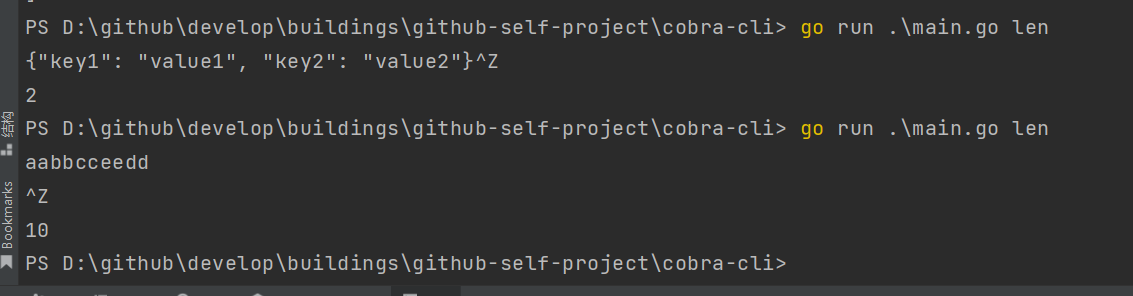 PS D:\github\develop\buildings\github-self-project\cobra-cli> go run .\main.go len
{"key1": "value1", "key2": "value2"}^Z
2
PS D:\github\develop\buildings\github-self-project\cobra-cli> go run .\main.go len
aabbcceedd
^Z
10
PS D:\github\develop\buildings\github-self-project\cobra-cli>
结构
Bookmarks